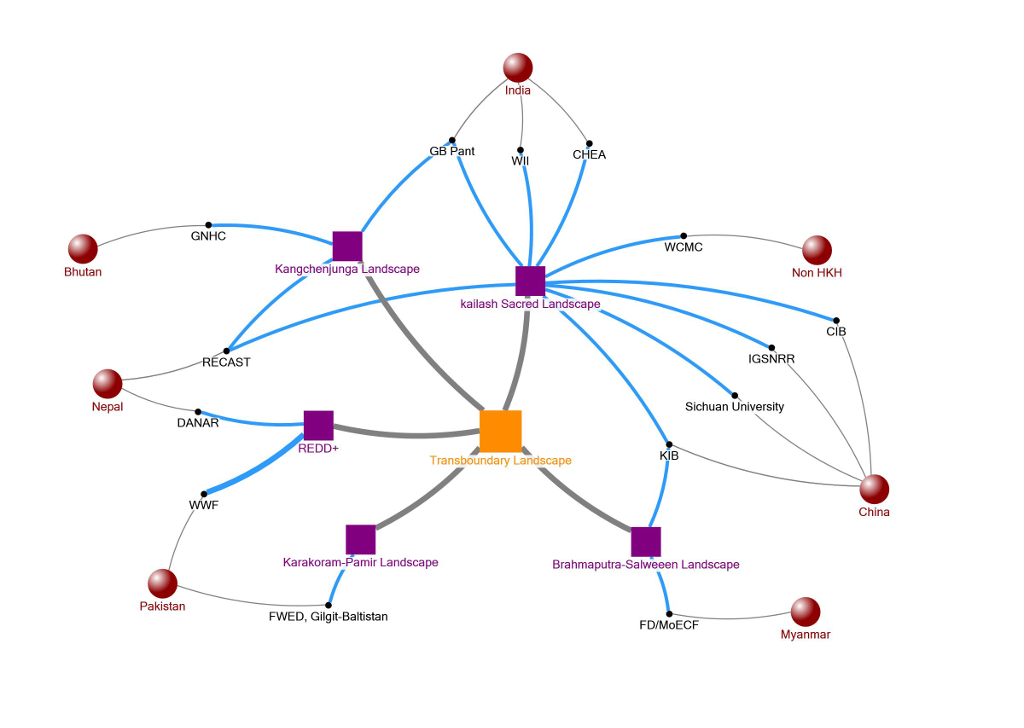 India
GB Pant
WII
CHEA
GNHC
WCMC
Bhutan
Kangchenjunga Landscape
Non HKH
kailash Sacred Landscape
CIB
RECAST
IGSNRR
Nepal
Sichuan University
DANAR
REDD+
Transboundary Landscape
KIB
WWF
China
Karakoram-Pamir Landscape
Brahmaputra-Salweeen Landscape
Pakistan
FWED, Gilgit-Baltistan
FD/MoECF
Myanmar